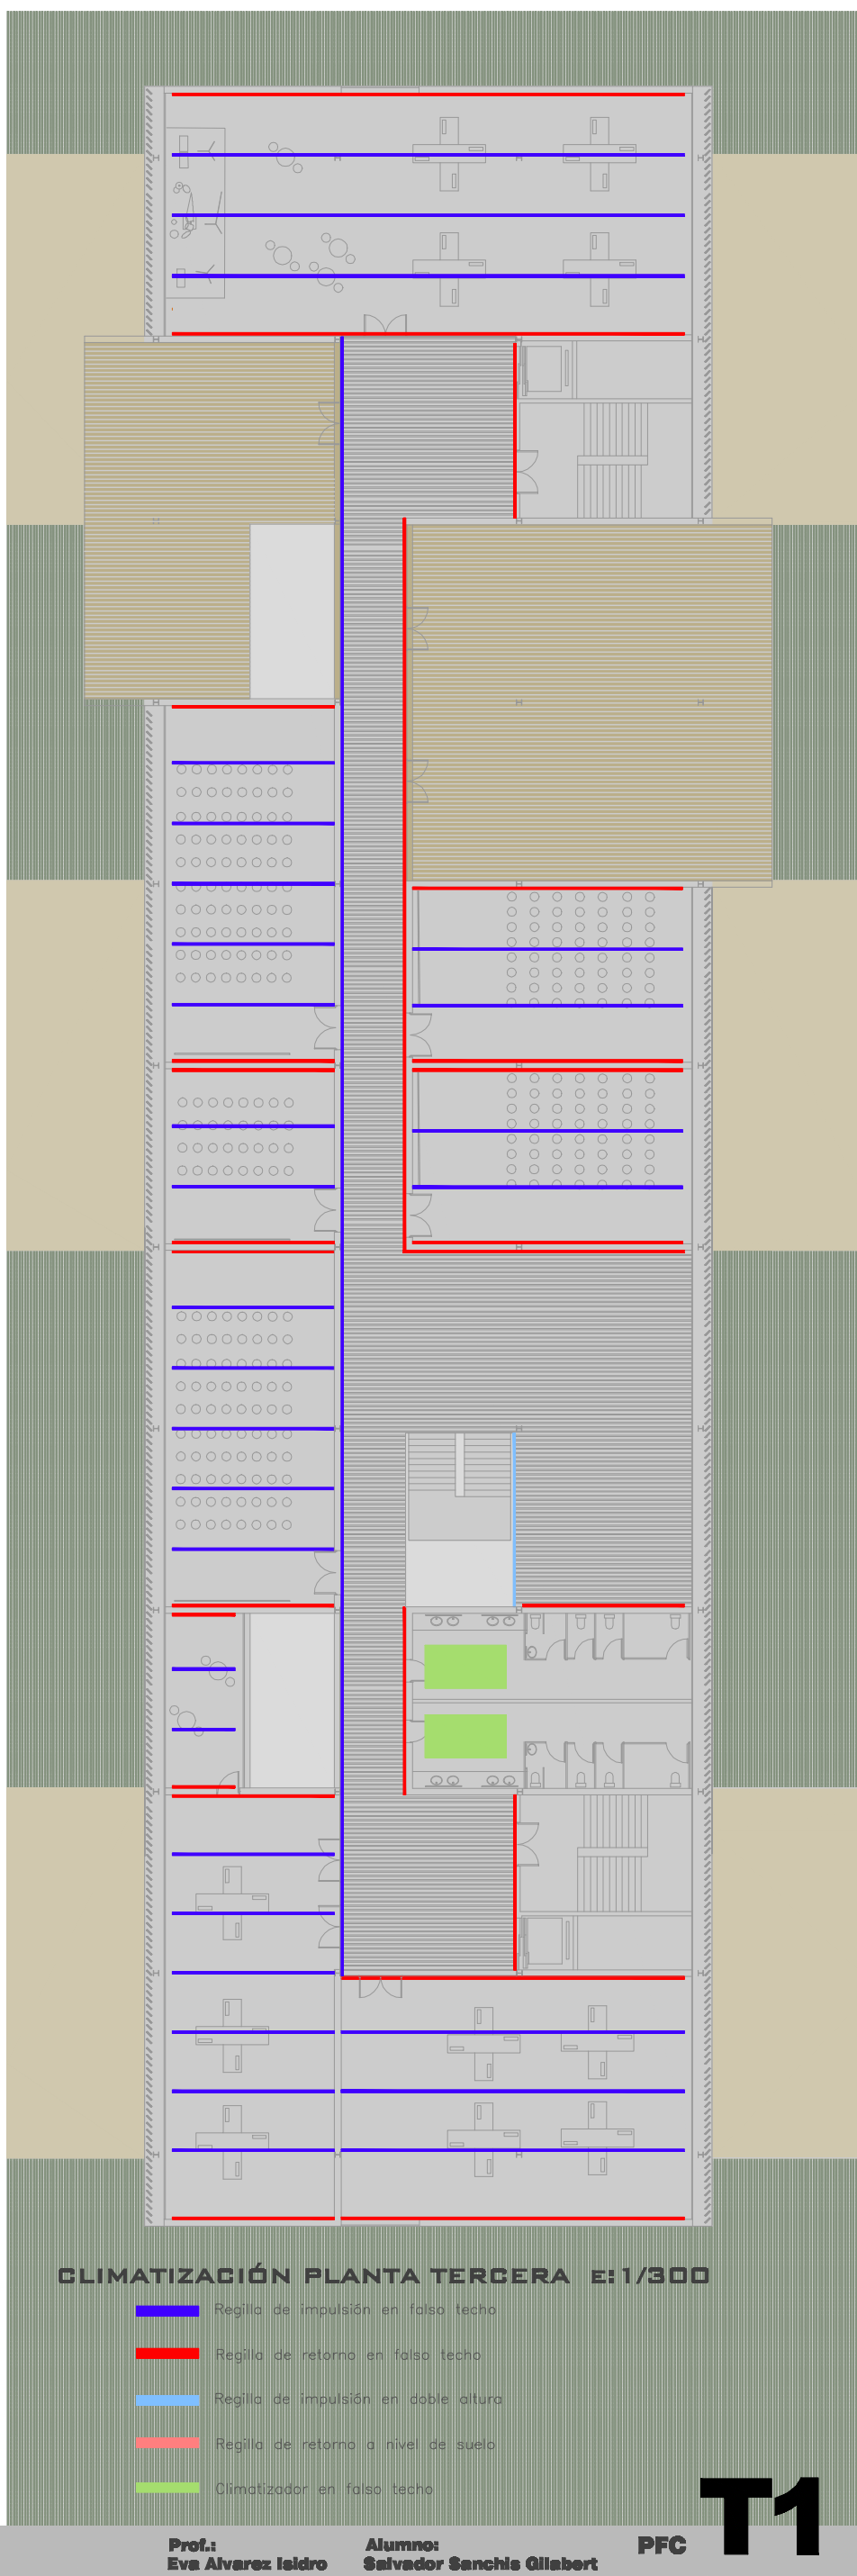 CLIMATIZACIÓN PLANTA TERCERA E:1/300
Regilla de impulsión en falso techo
Regilla de retorno en falso techo
Regilla de impulsión en doble altura
Regilla de retorno a nivel de suelo
Climatizador en falso techo
Prof.:
Eva Alvarez Isidro
Alumno:
Salvador Sanchis Gilabert
PFC
T1